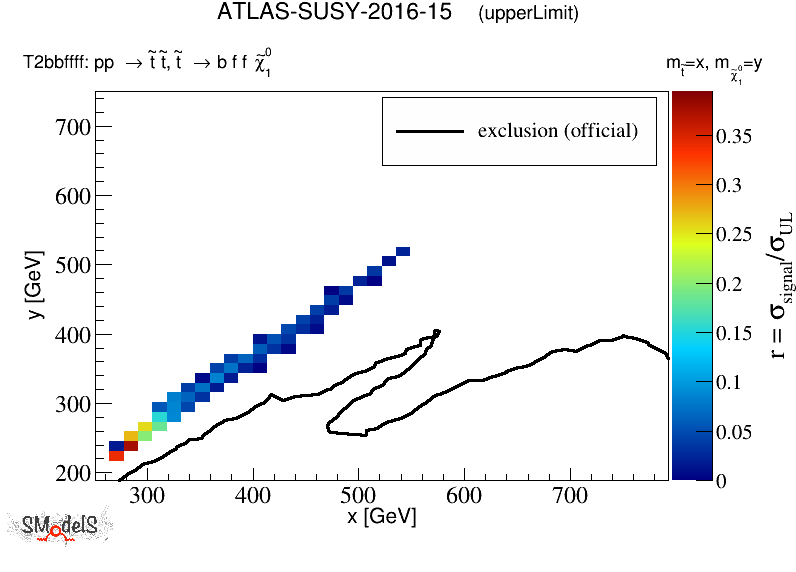 ATLAS-SUSY-2016-15 (upperLimit)
T2bbffff: pp → t̃ t̃, t̃ → b f f χ̃₁⁰
m_t̃=x, m_χ̃₁⁰=y
exclusion (official)
700
600
500
400
300
200
y [GeV]
300 400 500 600 700
x [GeV]
0.35
0.3
0.25
0.2
0.15
0.1
0.05
0
r = σ_signal/σ_UL
SModelS